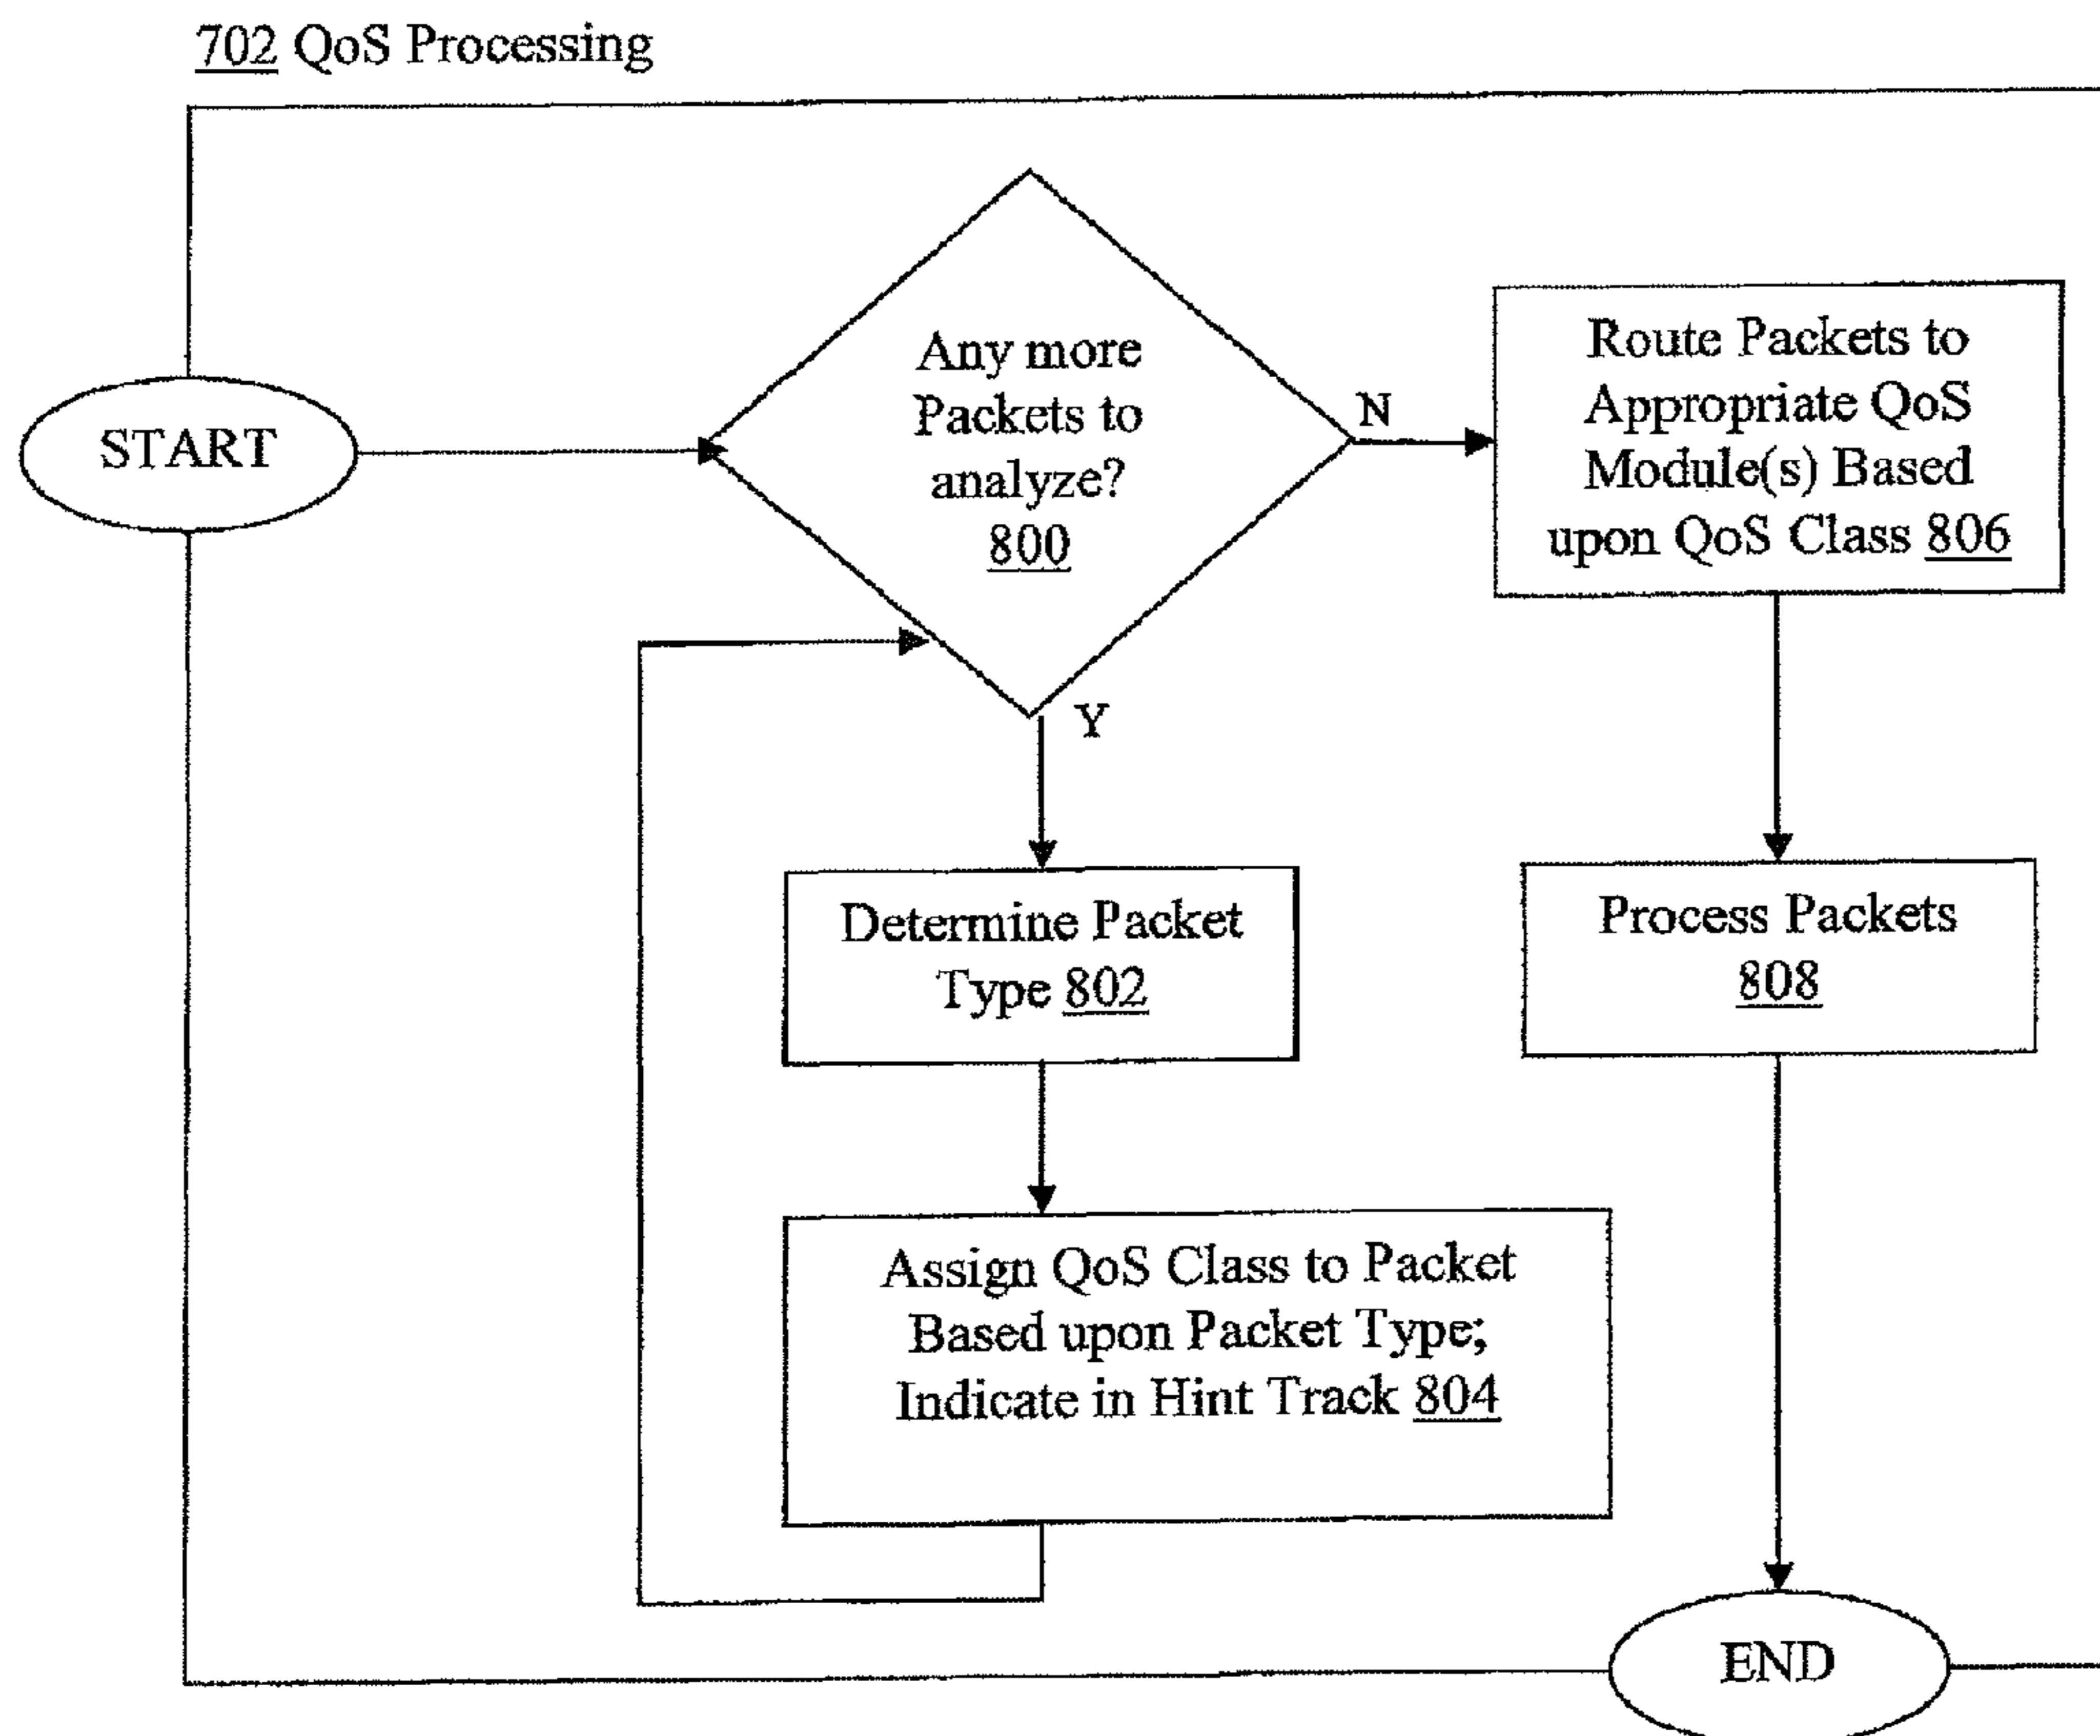 702 QoS Processing
START
Any more
Packets to
analyze?
800
N
Y
Route Packets to
Appropriate QoS
Module(s) Based
upon QoS Class 806
Determine Packet
Type 802
Process Packets
808
Assign QoS Class to Packet
Based upon Packet Type;
Indicate in Hint Track 804
END